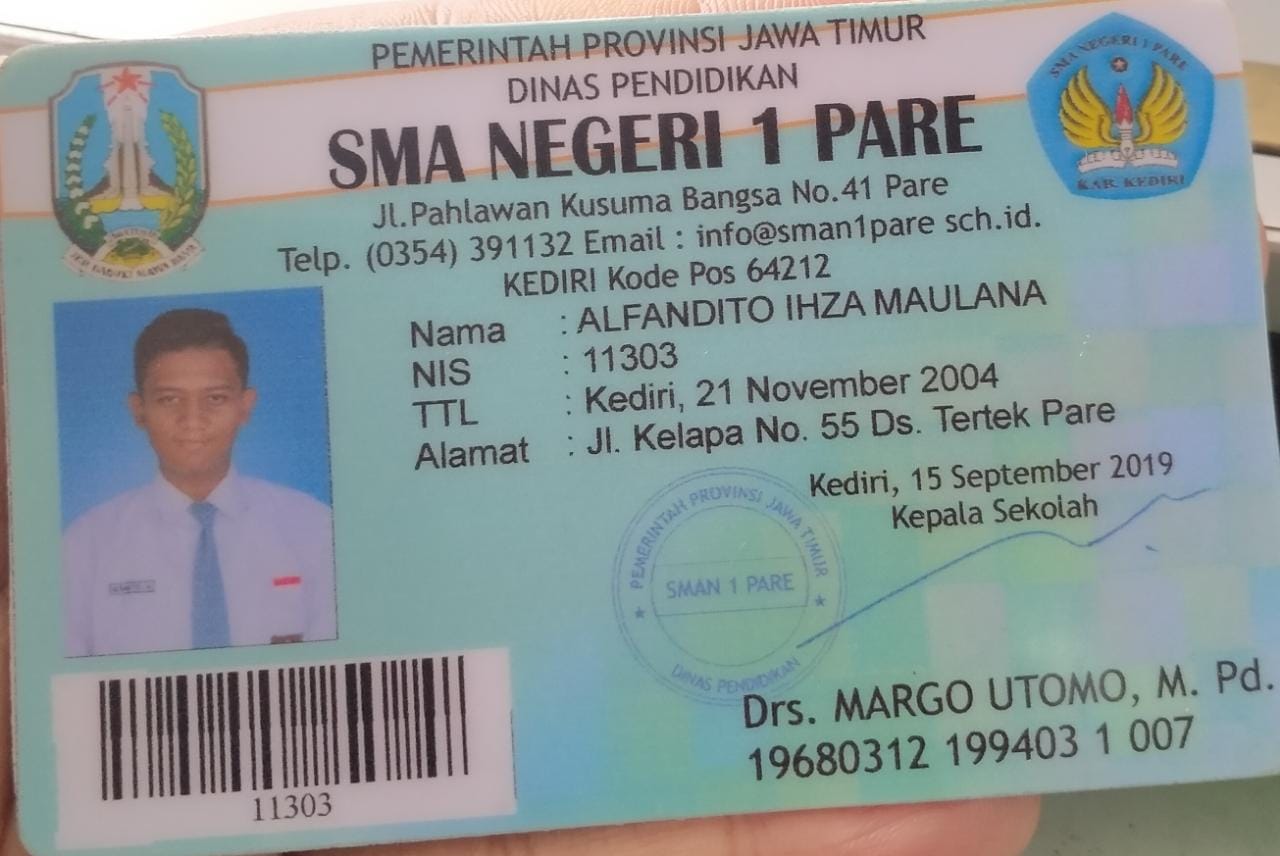 PEMERINTAH PROVINSI JAWA TIMUR
DINAS PENDIDIKAN
SMA NEGERI 1 PARE
Jl.Pahlawan Kusuma Bangsa No.41 Pare
Telp. (0354) 391132 Email : info@sman1pare sch.id.
KEDIRI Kode Pos 64212
SMA NEGERI 1 PARE
KAB. KEDIRI
Nama : ALFANDITO IHZA MAULANA
NIS : 11303
TTL : Kediri, 21 November 2004
Alamat : Jl. Kelapa No. 55 Ds. Tertek Pare
Kediri, 15 September 2019
Kepala Sekolah
PEMERINTAH PROVINSI JAWA TIMUR
SMAN 1 PARE
DINAS PENDIDIKAN
Drs. MARGO UTOMO, M. Pd.
19680312 199403 1 007
11303